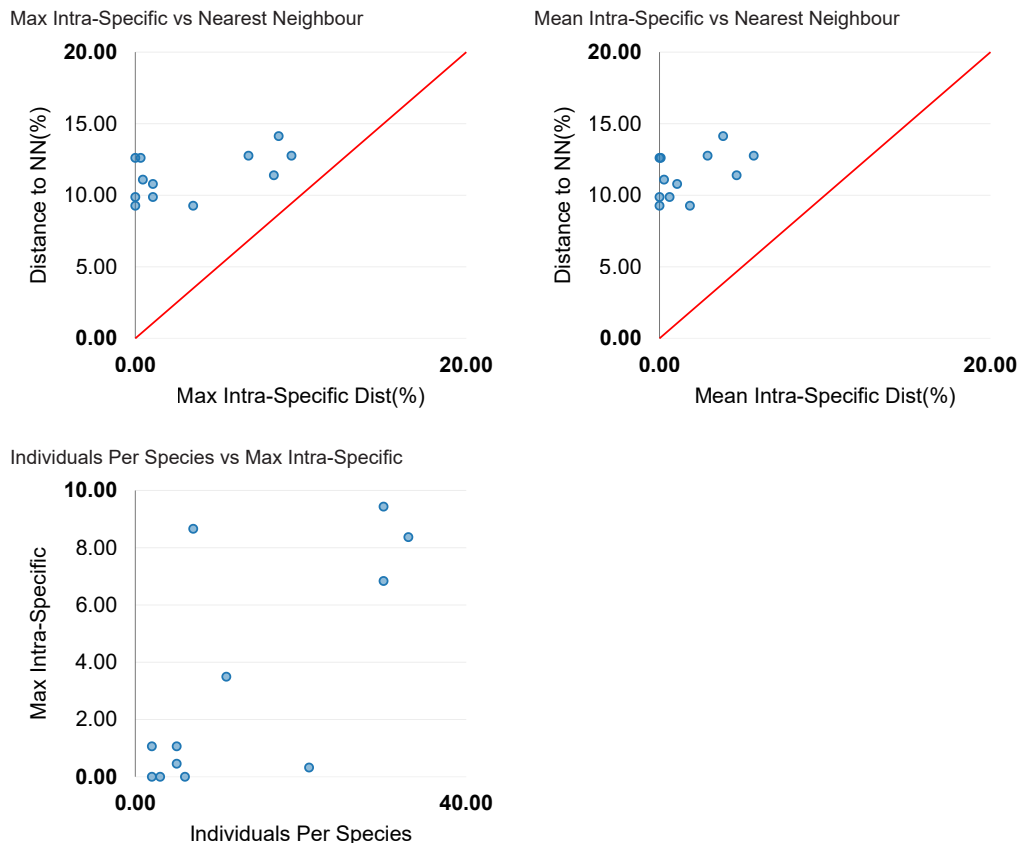 Max Intra-Specific vs Nearest Neighbour
20.00
15.00
10.00
5.00
0.00
Distance to NN(%)
0.00 20.00
Max Intra-Specific Dist(%)
Mean Intra-Specific vs Nearest Neighbour
20.00
15.00
10.00
5.00
0.00
Distance to NN(%)
0.00 20.00
Mean Intra-Specific Dist(%)
Individuals Per Species vs Max Intra-Specific
10.00
8.00
6.00
4.00
2.00
0.00
Max Intra-Specific
0.00 40.00
Individuals Per Species